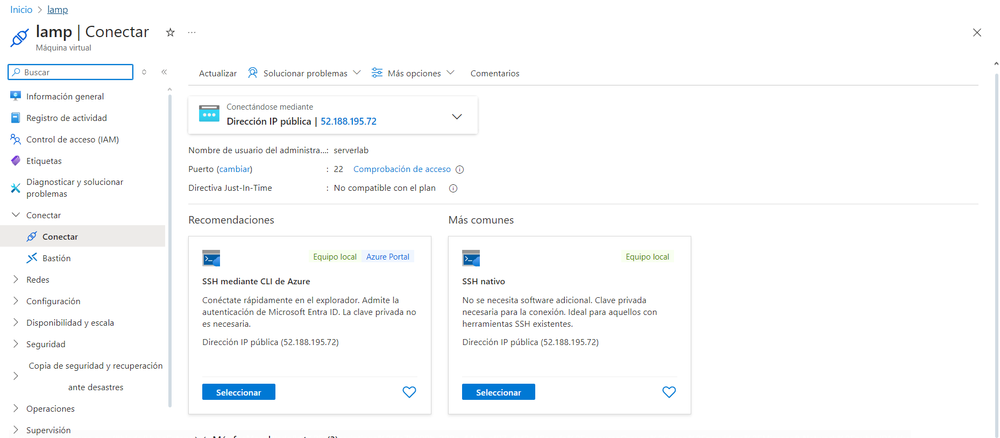 Inicio > lamp
lamp | Conectar
Máquina virtual
Buscar
Información general
Registro de actividad
Control de acceso (IAM)
Etiquetas
Diagnosticar y solucionar
problemas
Conectar
Conectar
Bastión
Redes
Configuración
Disponibilidad y escala
Seguridad
Copia de seguridad y recuperación
ante desastres
Operaciones
Supervisión
Actualizar Solucionar problemas Más opciones Comentarios
Conectándose mediante
Dirección IP pública | 52.188.195.72
Nombre de usuario del administra...: serverlab
Puerto (cambiar) : 22 Comprobación de acceso
Directiva Just-In-Time : No compatible con el plan
Recomendaciones
Equipo local Azure Portal
SSH mediante CLI de Azure
Conéctate rápidamente en el explorador. Admite la
autenticación de Microsoft Entra ID. La clave privada no
es necesaria.
Dirección IP pública (52.188.195.72)
Seleccionar
Más comunes
Equipo local
SSH nativo
No se necesita software adicional. Clave privada
necesaria para la conexión. Ideal para aquellos con
herramientas SSH existentes.
Dirección IP pública (52.188.195.72)
Seleccionar